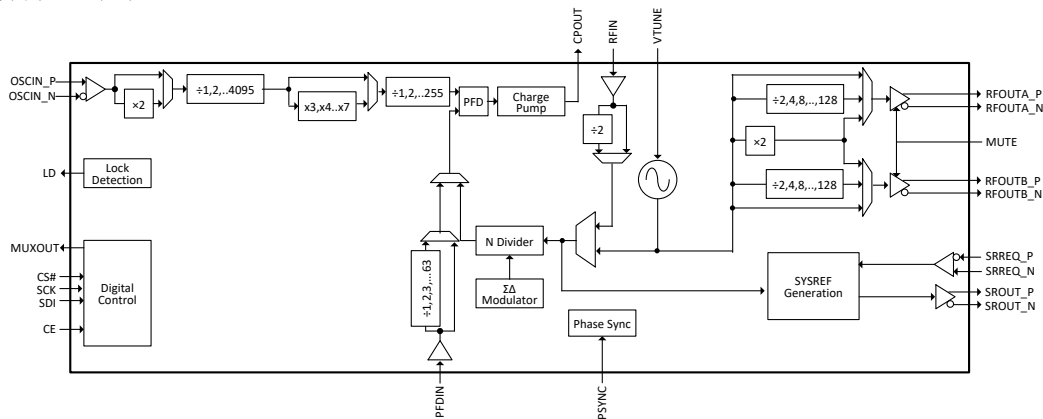 CPOUT
RFIN
VTUNE
OSCIN_P
OSCIN_N
×2
÷1,2,..4095
x3,x4..x7
÷1,2,..255
PFD
Charge
Pump
÷2
÷2,4,8,..,128
×2
÷2,4,8,..,128
RFOUTA_P
RFOUTA_N
MUTE
RFOUTB_P
RFOUTB_N
LD
Lock
Detection
MUXOUT
CS#
SCK
SDI
CE
Digital
Control
÷1,2,3,...63
N Divider
ΣΔ
Modulator
Phase Sync
SYSREF
Generation
SRREQ_P
SRREQ_N
SROUT_P
SROUT_N
PFDIN
PSYNC